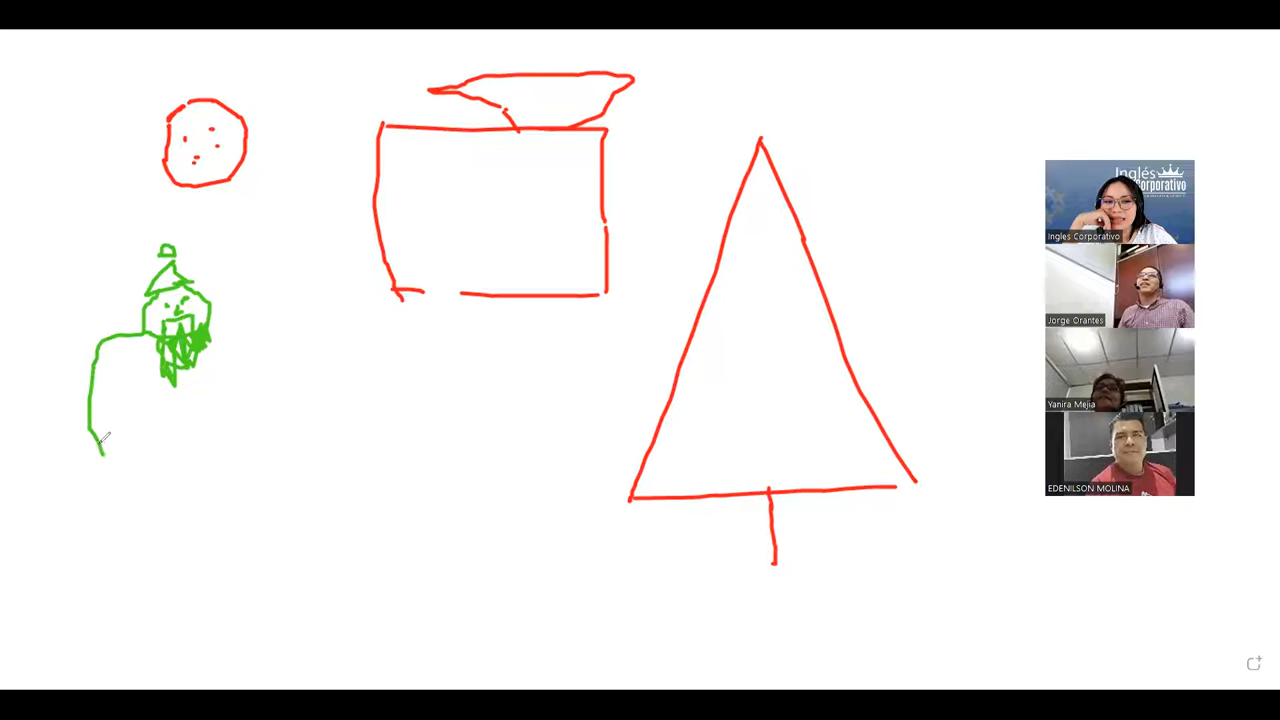 Inglés
Corporativo
Ingles Corporativo
Jorge Orantes
Yanira Mejia
EDENILSON MOLINA